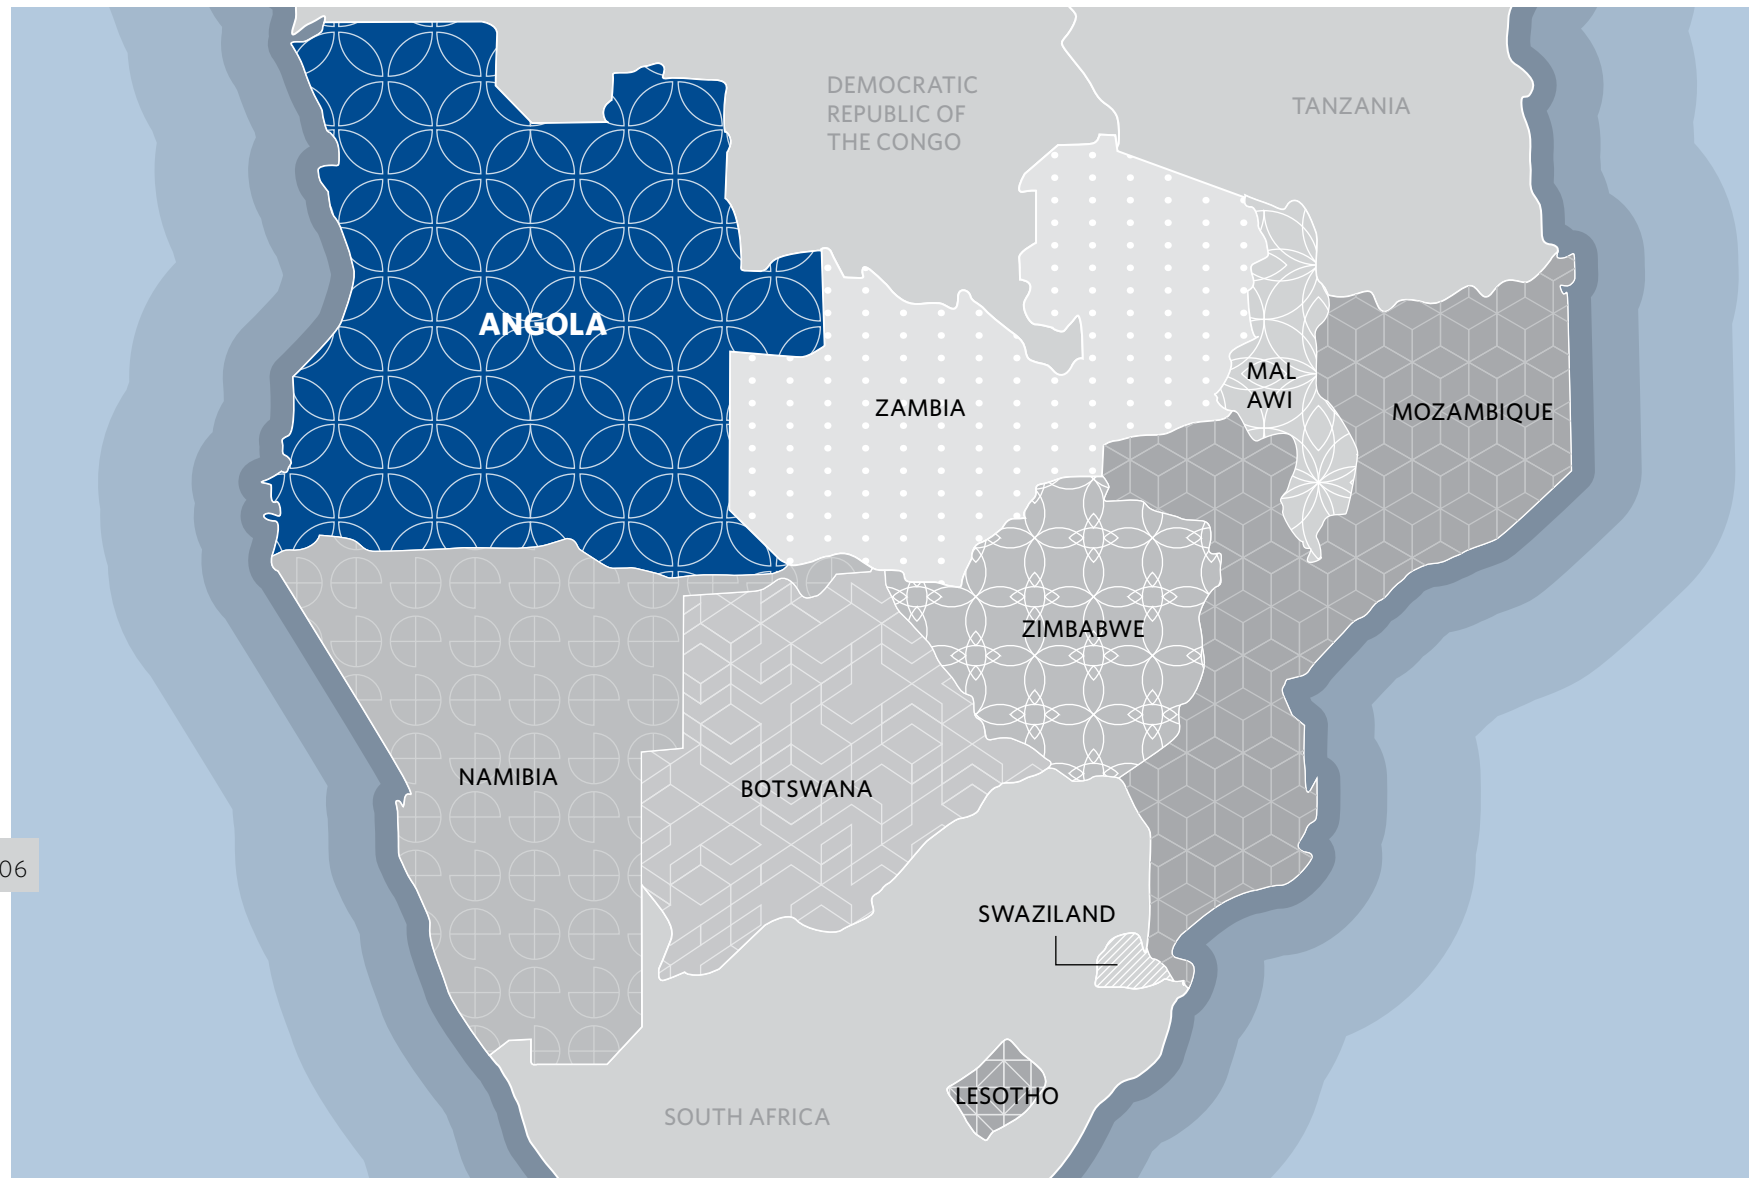 DEMOCRATIC
REPUBLIC OF
THE CONGO
TANZANIA
ANGOLA
ZAMBIA
MAL
AWI
MOZAMBIQUE
ZIMBABWE
NAMIBIA
BOTSWANA
06
SWAZILAND
LESOTHO
SOUTH AFRICA